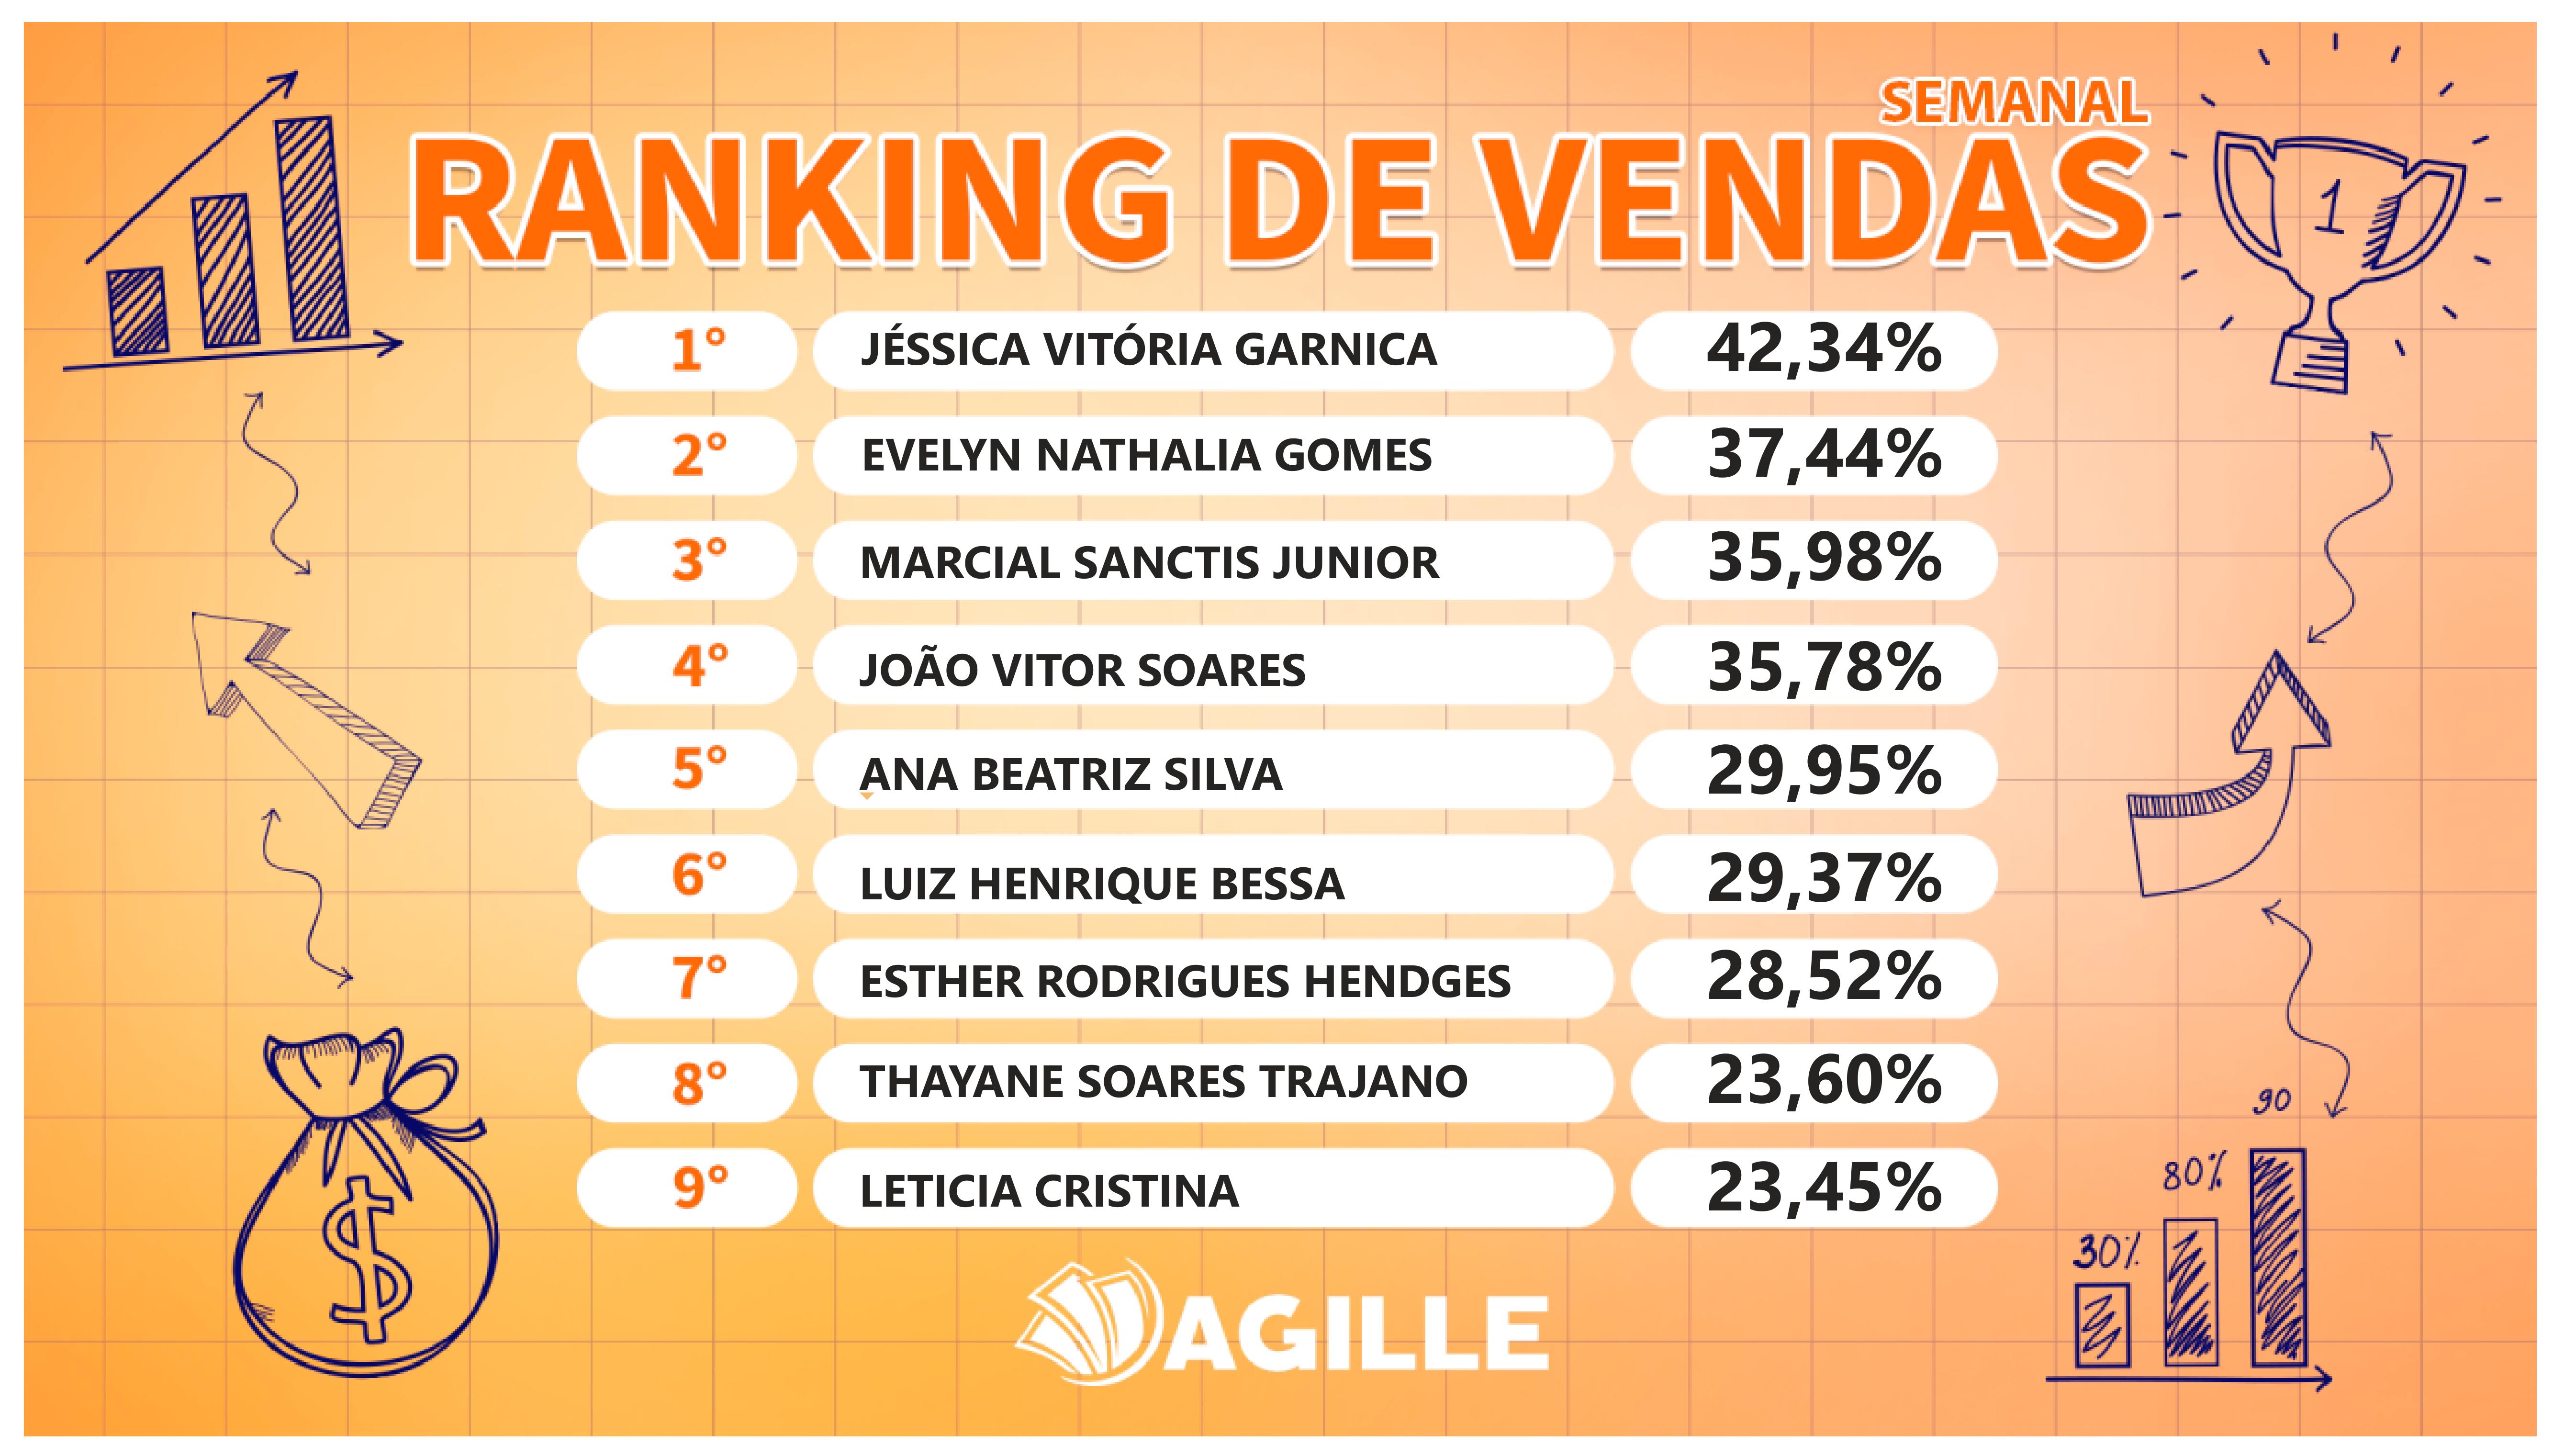 SEMANAL
RANKING DE VENDAS
1
1° JÉSSICA VITÓRIA GARNICA 42,34%
2° EVELYN NATHALIA GOMES 37,44%
3° MARCIAL SANCTIS JUNIOR 35,98%
4° JOÃO VITOR SOARES 35,78%
5° ANA BEATRIZ SILVA 29,95%
6° LUIZ HENRIQUE BESSA 29,37%
7° ESTHER RODRIGUES HENDGES 28,52%
8° THAYANE SOARES TRAJANO 23,60%
9° LETICIA CRISTINA 23,45%
$
30%
80%
90
AGILLE